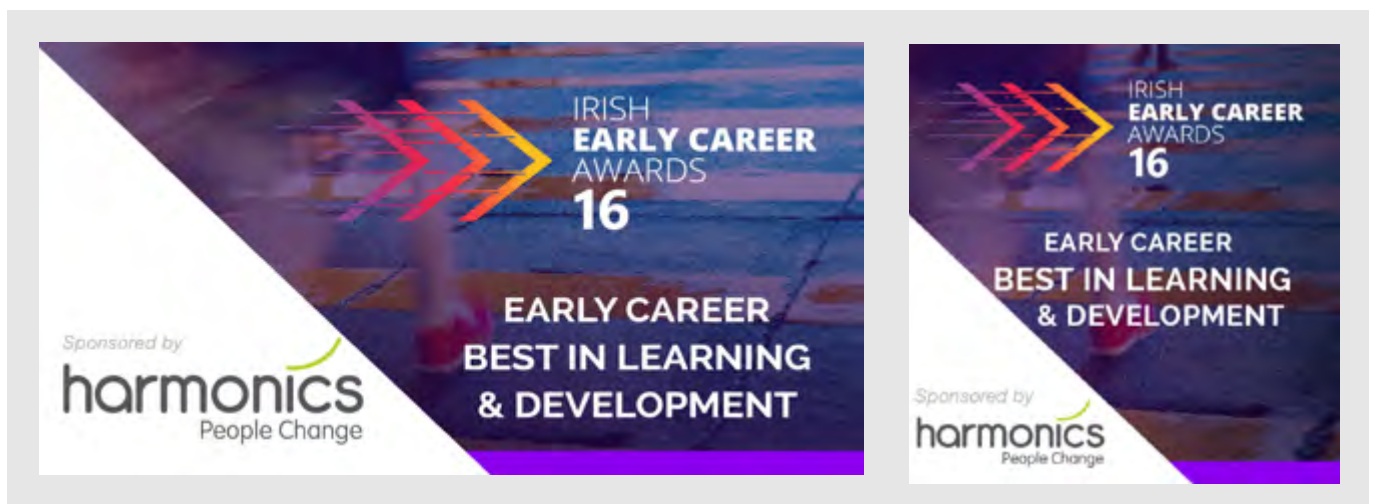 IRISH
EARLY CAREER
AWARDS
16
EARLY CAREER
BEST IN LEARNING
& DEVELOPMENT
Sponsored by
harmonics
People Change
IRISH
EARLY CAREER
AWARDS
16
EARLY CAREER
BEST IN LEARNING
& DEVELOPMENT
Sponsored by
harmonics
People Change